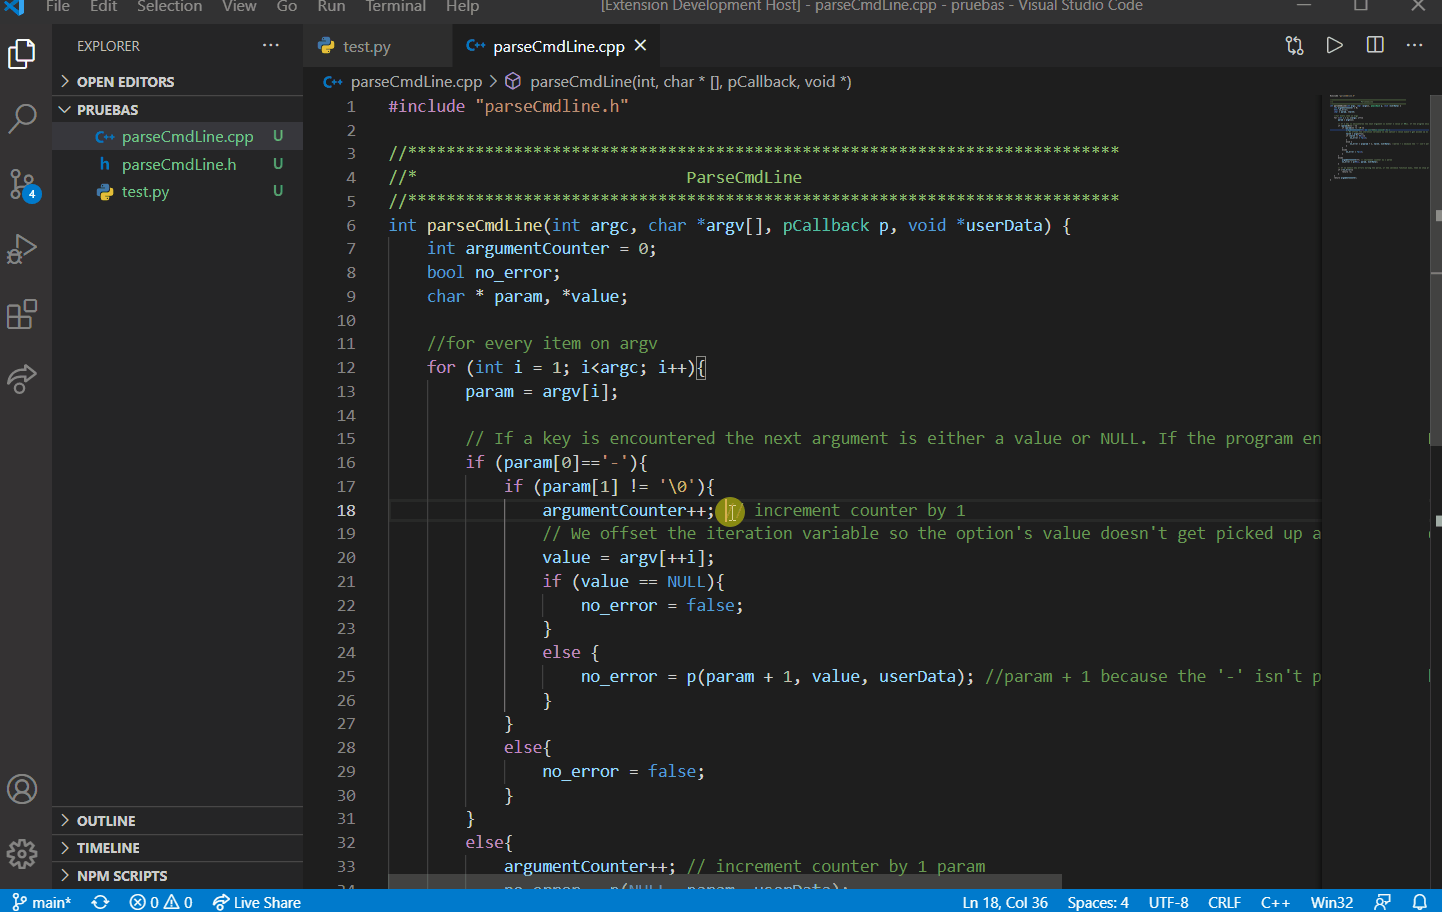 File Edit Selection View Go Run Terminal Help [Extension Development Host] - parseCmdLine.cpp - pruebas - Visual Studio Code
EXPLORER
OPEN EDITORS
PRUEBAS
parseCmdLine.cpp U
parseCmdLine.h U
test.py U
4
OUTLINE
TIMELINE
NPM SCRIPTS
test.py parseCmdLine.cpp
parseCmdLine.cpp > parseCmdLine(int, char * [], pCallback, void *)
1 #include "parseCmdline.h"
2
3 //**************************************************************************
4 //* ParseCmdLine
5 //**************************************************************************
6 int parseCmdLine(int argc, char *argv[], pCallback p, void *userData) {
7 int argumentCounter = 0;
8 bool no_error;
9 char * param, *value;
10
11 //for every item on argv
12 for (int i = 1; i<argc; i++){
13 param = argv[i];
14
15 // If a key is encountered the next argument is either a value or NULL. If the program en
16 if (param[0]=='-'){
17 if (param[1] != '\0'){
18 argumentCounter++; // increment counter by 1
19 // We offset the iteration variable so the option's value doesn't get picked up a
20 value = argv[++i];
21 if (value == NULL){
22 no_error = false;
23 }
24 else {
25 no_error = p(param + 1, value, userData); //param + 1 because the '-' isn't p
26 }
27 }
28 else{
29 no_error = false;
30 }
31 }
32 else{
33 argumentCounter++; // increment counter by 1 param
main* 0 0 Live Share Ln 18, Col 36 Spaces: 4 UTF-8 CRLF C++ Win32